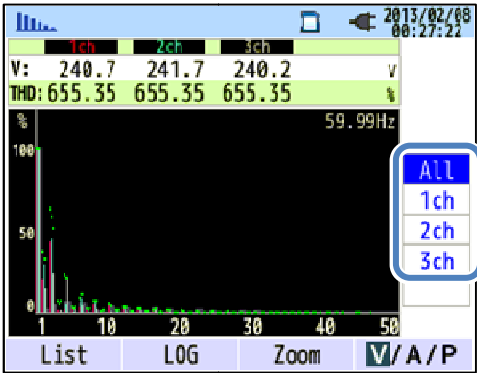 2013/02/08
00:27:22
1ch 2ch 3ch
V: 240.7 241.7 240.2 V
THD: 655.35 655.35 655.35 %
% 59.99Hz
100
50
0
1 10 20 30 40 50
All
1ch
2ch
3ch
List LOG Zoom V/A/P